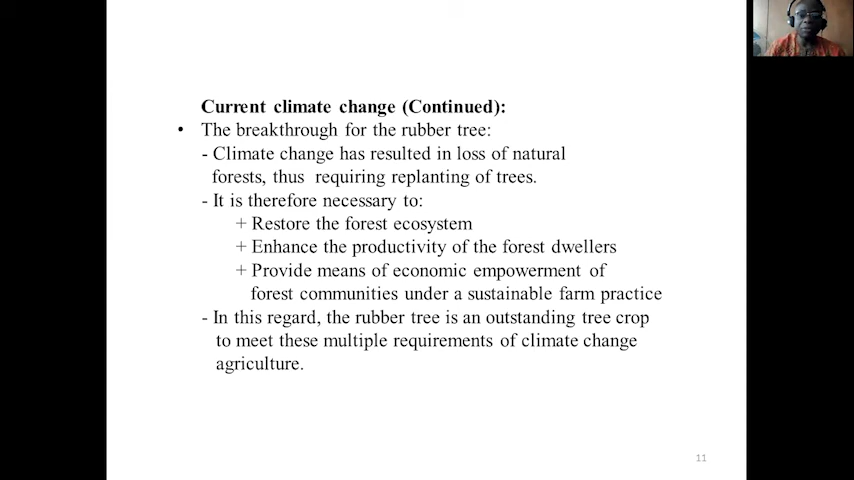 Current climate change (Continued):
• The breakthrough for the rubber tree:
- Climate change has resulted in loss of natural
forests, thus requiring replanting of trees.
- It is therefore necessary to:
+ Restore the forest ecosystem
+ Enhance the productivity of the forest dwellers
+ Provide means of economic empowerment of
forest communities under a sustainable farm practice
- In this regard, the rubber tree is an outstanding tree crop
to meet these multiple requirements of climate change
agriculture.
11